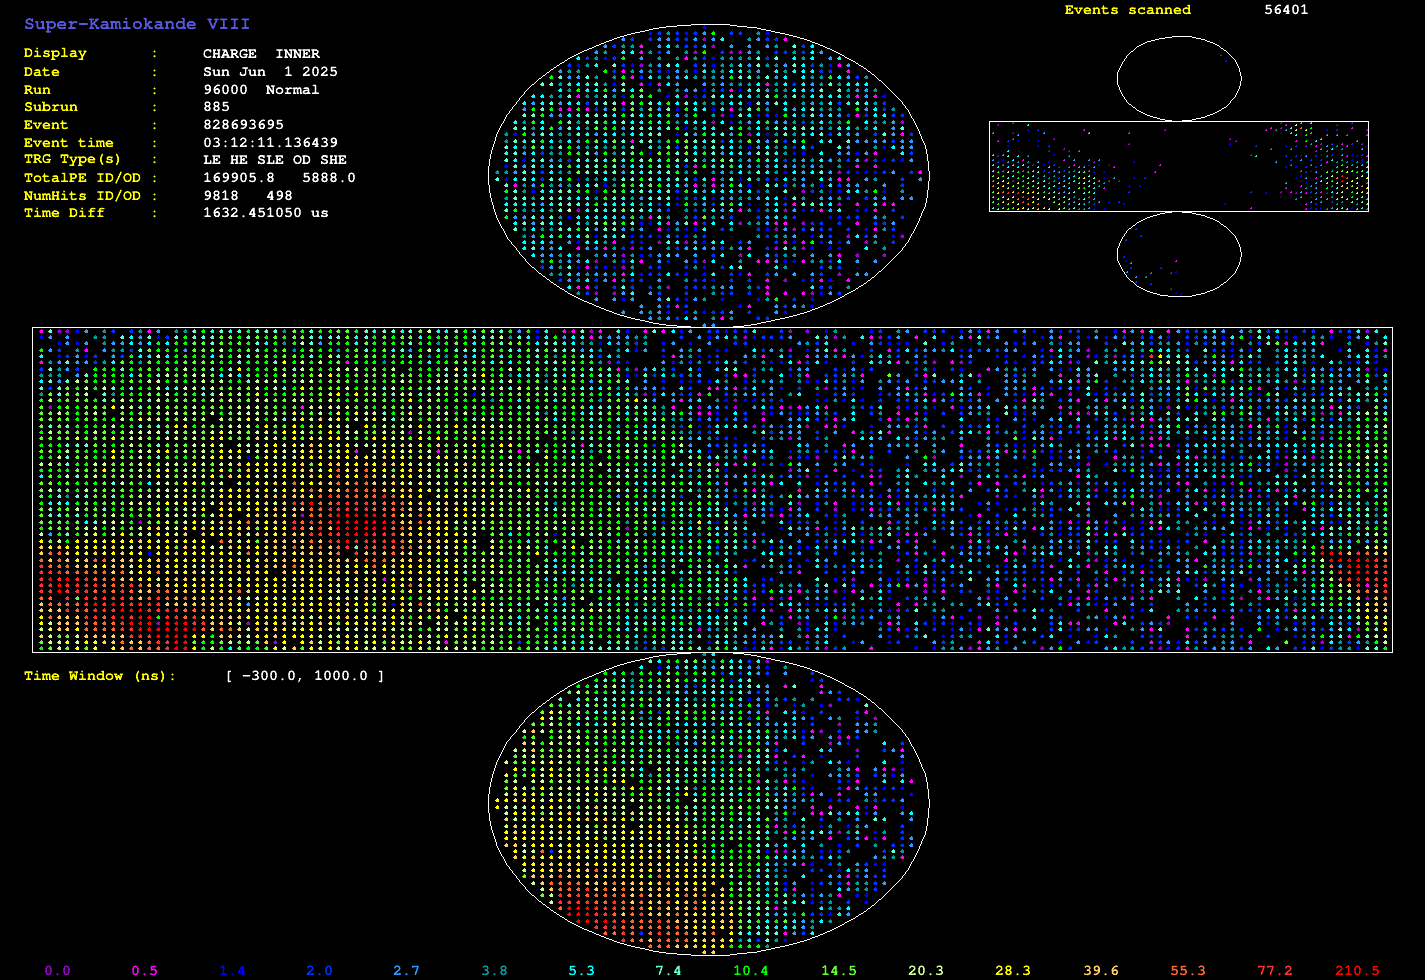 Super-Kamiokande VIII
Display : CHARGE INNER
Date : Sun Jun 1 2025
Run : 96000 Normal
Subrun : 885
Event : 828693695
Event time : 03:12:11.136439
TRG Type(s) : LE HE SLE OD SHE
TotalPE ID/OD : 169905.8 5888.0
NumHits ID/OD : 9818 498
Time Diff : 1632.451050 us
Events scanned 56401
Time Window (ns): [ -300.0, 1000.0 ]
0.0 0.5 1.4 2.0 2.7 3.8 5.3 7.4 10.4 14.5 20.3 28.3 39.6 55.3 77.2 210.5